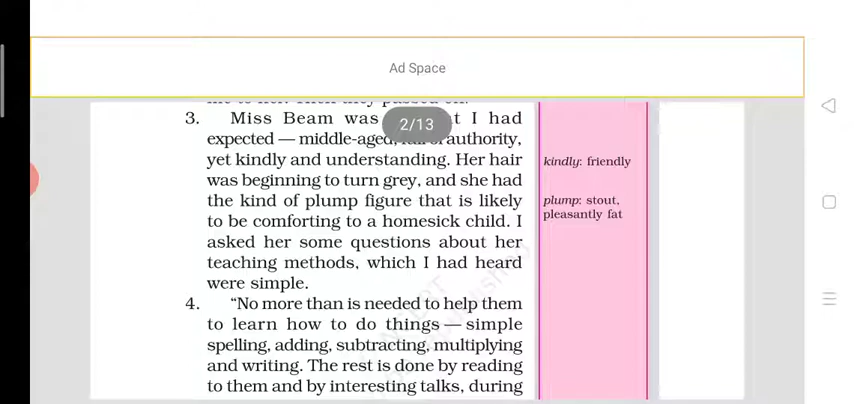 Ad Space
2/13
3. Miss Beam was t I had
expected — middle-aged, of authority,
yet kindly and understanding. Her hair
was beginning to turn grey, and she had
the kind of plump figure that is likely
to be comforting to a homesick child. I
asked her some questions about her
teaching methods, which I had heard
were simple.
4. “No more than is needed to help them
to learn how to do things — simple
spelling, adding, subtracting, multiplying
and writing. The rest is done by reading
to them and by interesting talks, during
kindly: friendly
plump: stout,
pleasantly fat